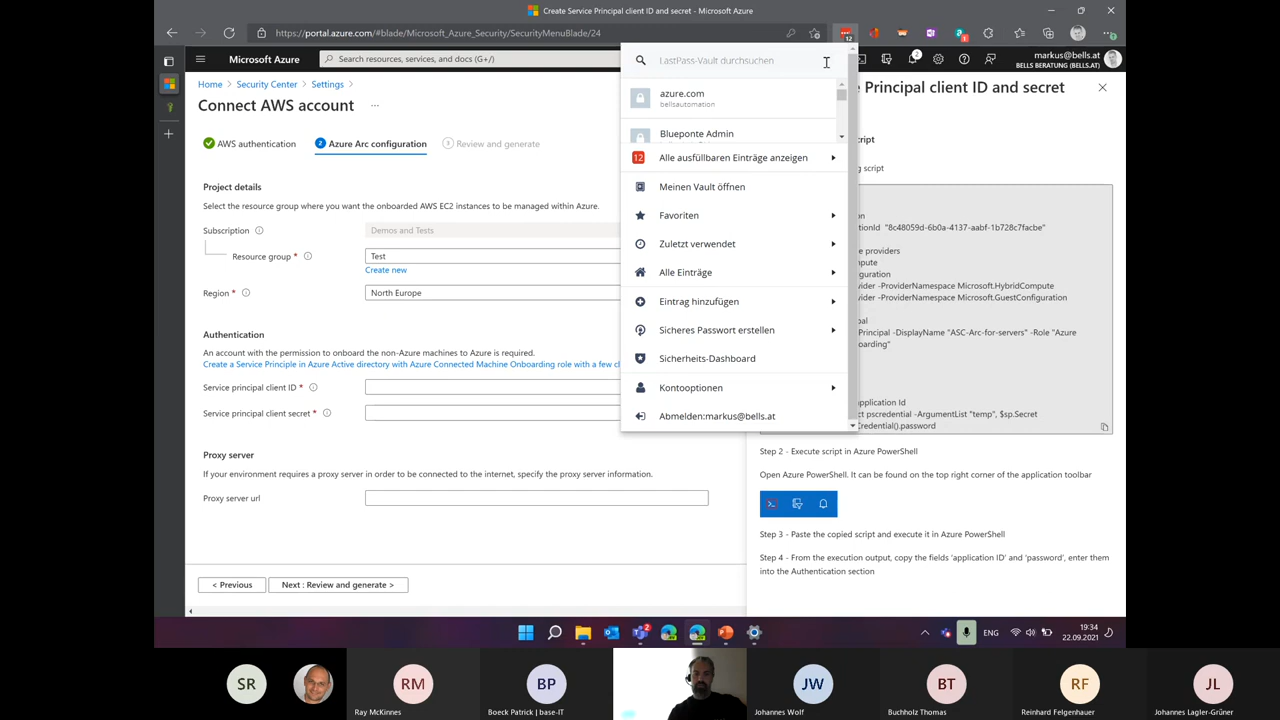 Create Service Principal client ID and secret - Microsoft Azure
https://portal.azure.com/#blade/Microsoft_Azure_Security/SecurityMenuBlade/24
12
Microsoft Azure
Search resources, services, and docs (G+/)
2
markus@bells.at
BELLS BERATUNG (BELLS.AT)
Home > Security Center > Settings >
Connect AWS account ...
AWS authentication
2 Azure Arc configuration
3 Review and generate
Project details
Select the resource group where you want the onboarded AWS EC2 instances to be managed within Azure.
Subscription
Demos and Tests
Resource group *
Test
Create new
Region *
North Europe
Authentication
An account with the permission to onboard the non-Azure machines to Azure is required.
Create a Service Principle in Azure Active directory with Azure Connected Machine Onboarding role with a few cl
Service principal client ID *
Service principal client secret *
Proxy server
If your environment requires a proxy server in order to be connected to the internet, specify the proxy server information.
Proxy server url
< Previous
Next : Review and generate >
LastPass-Vault durchsuchen
azure.com
bellsautomation
Blueponte Admin
12 Alle ausfüllbaren Einträge anzeigen
Meinen Vault öffnen
Favoriten
Zuletzt verwendet
Alle Einträge
Eintrag hinzufügen
Sicheres Passwort erstellen
Sicherheits-Dashboard
Kontooptionen
Abmelden:markus@bells.at
Principal client ID and secret
cript
g script
on
tionId "8c48059d-6b0a-4137-aabf-1b728c7facbe"
e providers
pute
guration
vider -ProviderNamespace Microsoft.HybridCompute
vider -ProviderNamespace Microsoft.GuestConfiguration
pal
Principal -DisplayName "ASC-Arc-for-servers" -Role "Azure
oarding"
pplication Id
ct pscredential -ArgumentList "temp", $sp.Secret
Credential().password
Step 2 - Execute script in Azure PowerShell
Open Azure PowerShell. It can be found on the top right corner of the application toolbar
Step 3 - Paste the copied script and execute it in Azure PowerShell
Step 4 - From the execution output, copy the fields 'application ID' and 'password', enter them
into the Authentication section
2
ENG
19:34
22.09.2021
SR
RM
Ray McKinnes
BP
Boeck Patrick | base-IT
JW
Johannes Wolf
BT
Buchholz Thomas
RF
Reinhard Felgenhauer
JL
Johannes Lagler-Grüner